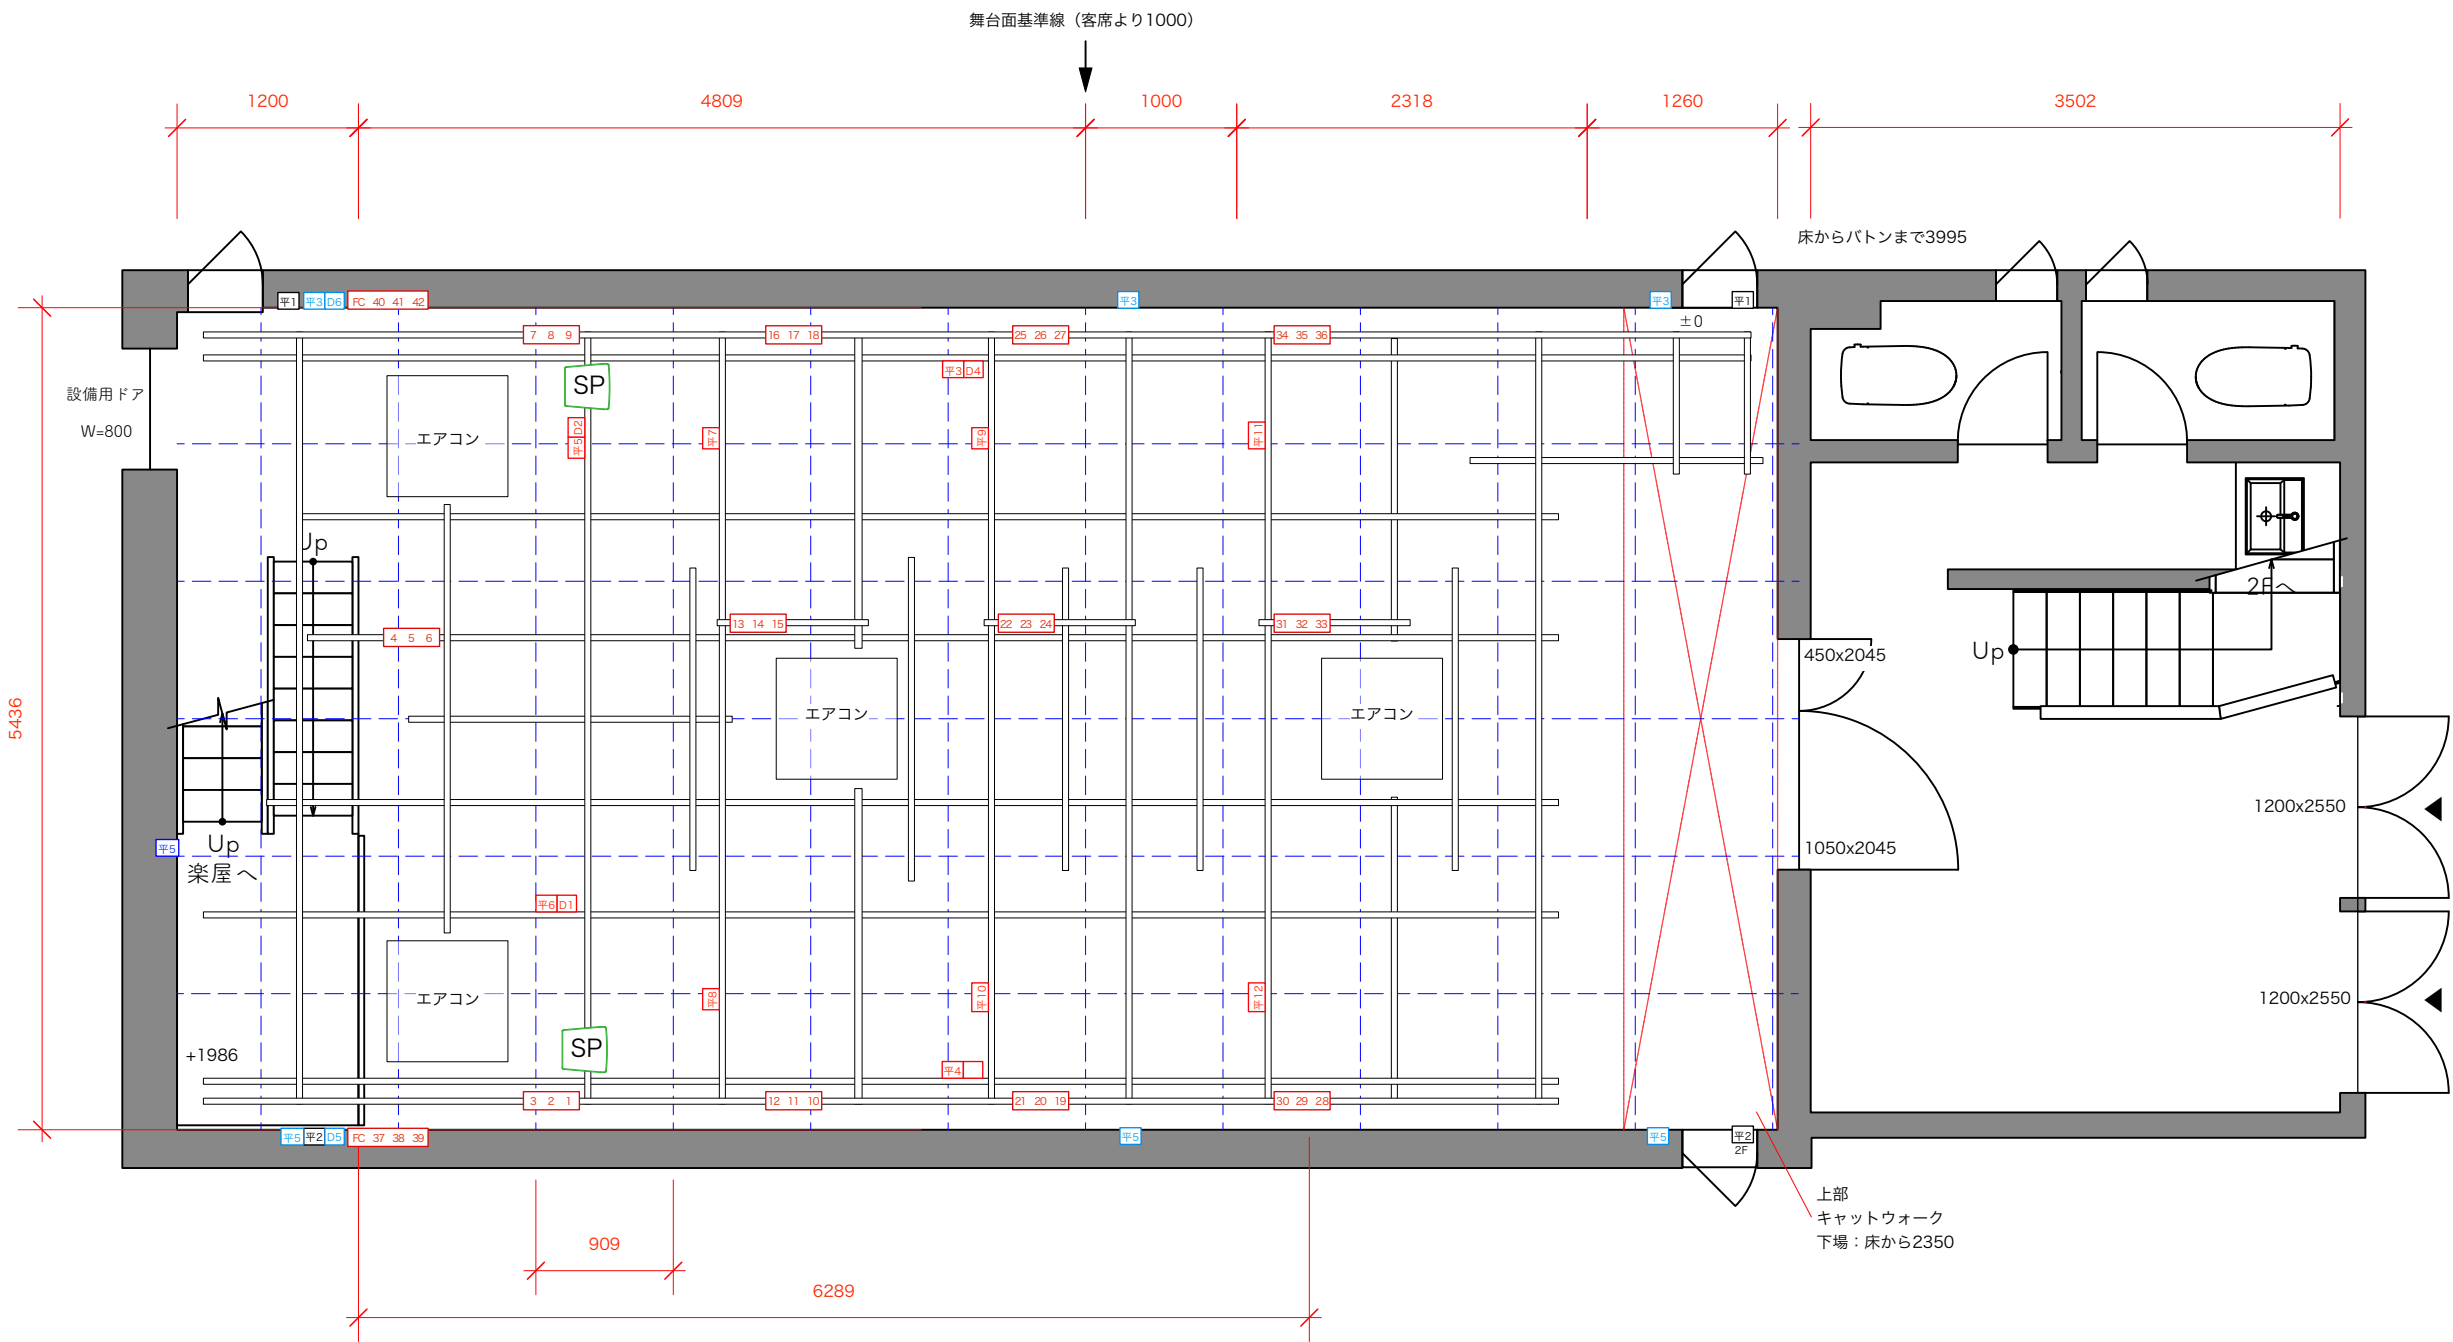 舞台面基準線（客席より1000）
1200
4809
1000
2318
1260
3502
床からバトンまで3995
平1
平3 D6
FC 40 41 42
平3
平3
平1
±0
7 8 9
16 17 18
25 26 27
34 35 36
平3 D4
設備用ドア
W=800
エアコン
SP
平5 D2
平7
平9
平11
Up
4 5 6
13 14 15
22 23 24
31 32 33
2Fへ
Up
450x2045
5436
エアコン
エアコン
1200x2550
平5
Up
楽屋へ
1050x2045
平6 D1
エアコン
平8
平10
平12
1200x2550
+1986
SP
平4
3 2 1
12 11 10
21 20 19
30 29 28
平5
平2
D5
FC 37 38 39
平5
平5
平2
2F
上部
キャットウォーク
下場：床から2350
909
6289